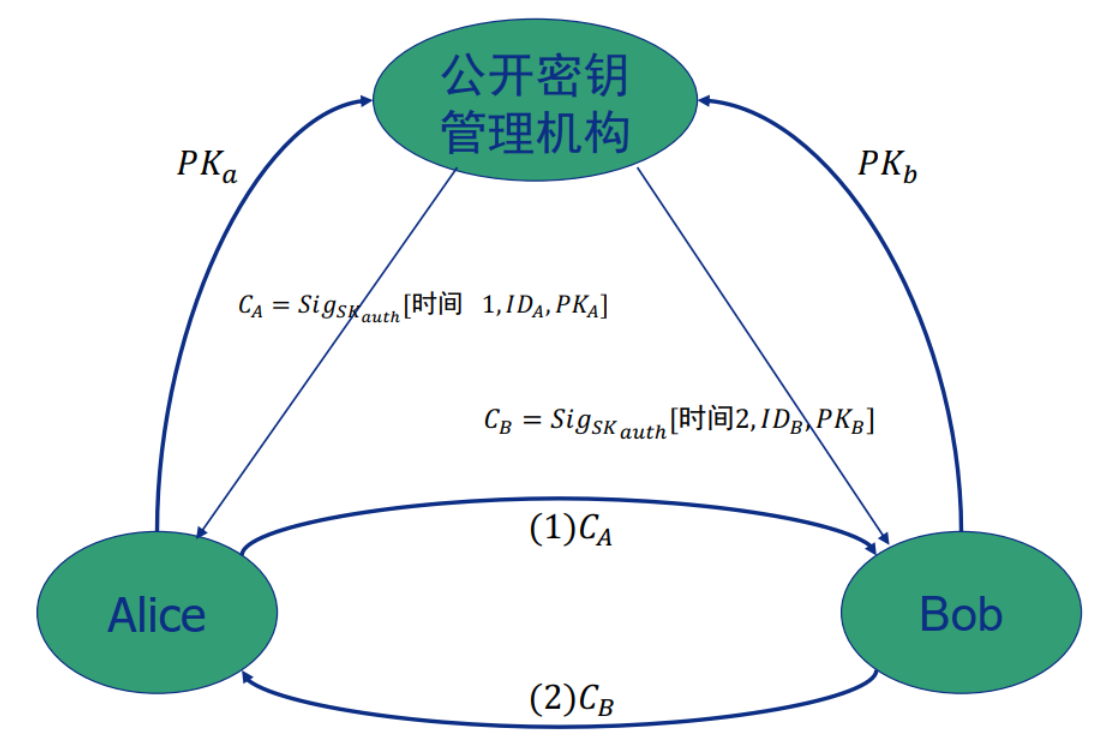 公开密钥
管理机构
PK_a
PK_b
C_A = Sig_{SK_{auth}}[时间 1, ID_A, PK_A]
C_B = Sig_{SK_{auth}}[时间2, ID_B, PK_B]
(1)C_A
Alice
Bob
(2)C_B